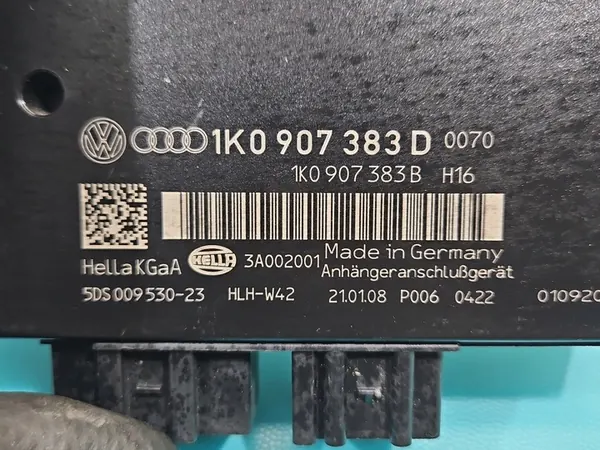 1K0 907 383 D 0070
1K0 907 383 B H16
Hella KGaA HELLA 3A002001 Made in Germany
Anhängeranschlußgerät
5DS 009 530-23 HLH-W42 21.01.08 P006 0422 010920